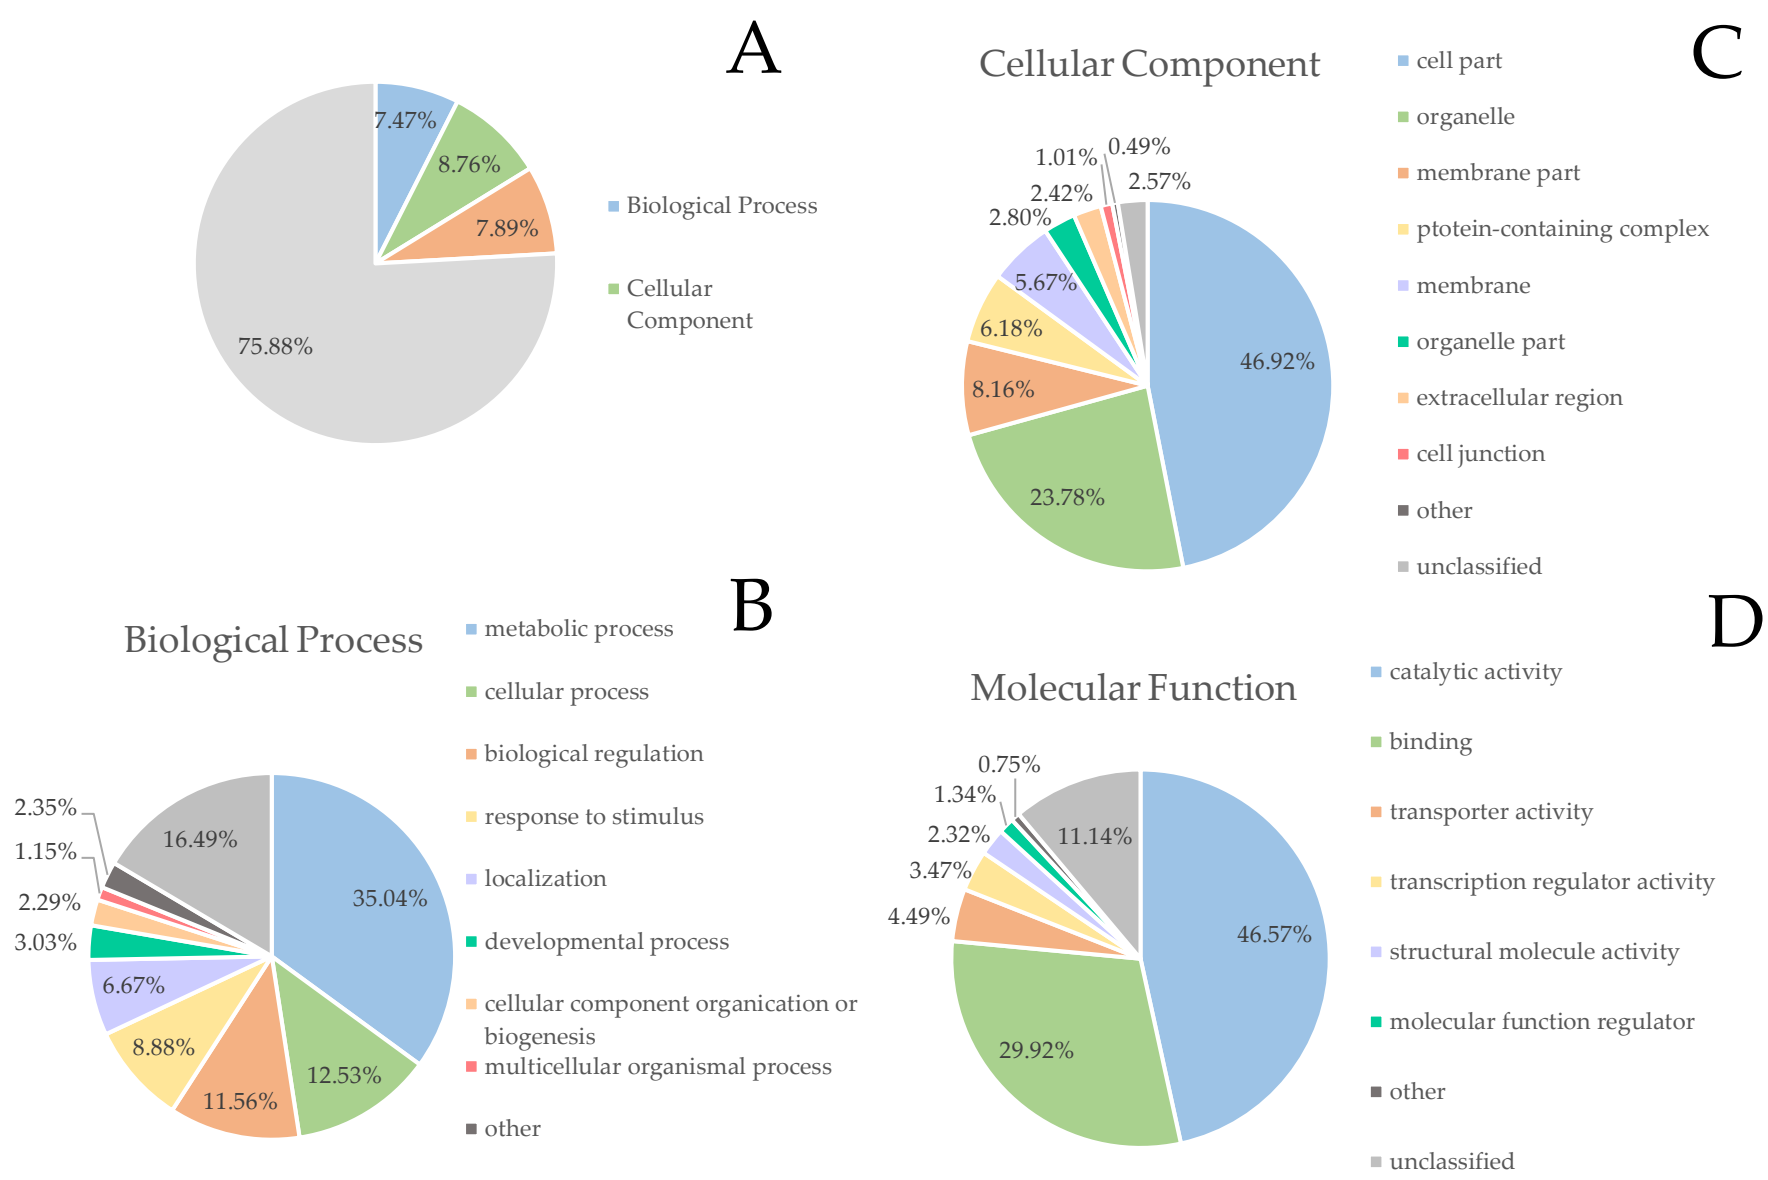 A
7.47%
8.76%
7.89%
75.88%
Biological Process
Cellular
Component
B
Biological Process
35.04%
12.53%
11.56%
8.88%
6.67%
3.03%
2.29%
1.15%
2.35%
16.49%
metabolic process
cellular process
biological regulation
response to stimulus
localization
developmental process
cellular component organication or
biogenesis
multicellular organismal process
other
C
Cellular Component
46.92%
23.78%
8.16%
6.18%
5.67%
2.80%
2.42%
1.01%
0.49%
2.57%
cell part
organelle
membrane part
ptotein-containing complex
membrane
organelle part
extracellular region
cell junction
other
unclassified
D
Molecular Function
46.57%
29.92%
4.49%
3.47%
2.32%
1.34%
0.75%
11.14%
catalytic activity
binding
transporter activity
transcription regulator activity
structural molecule activity
molecular function regulator
other
unclassified